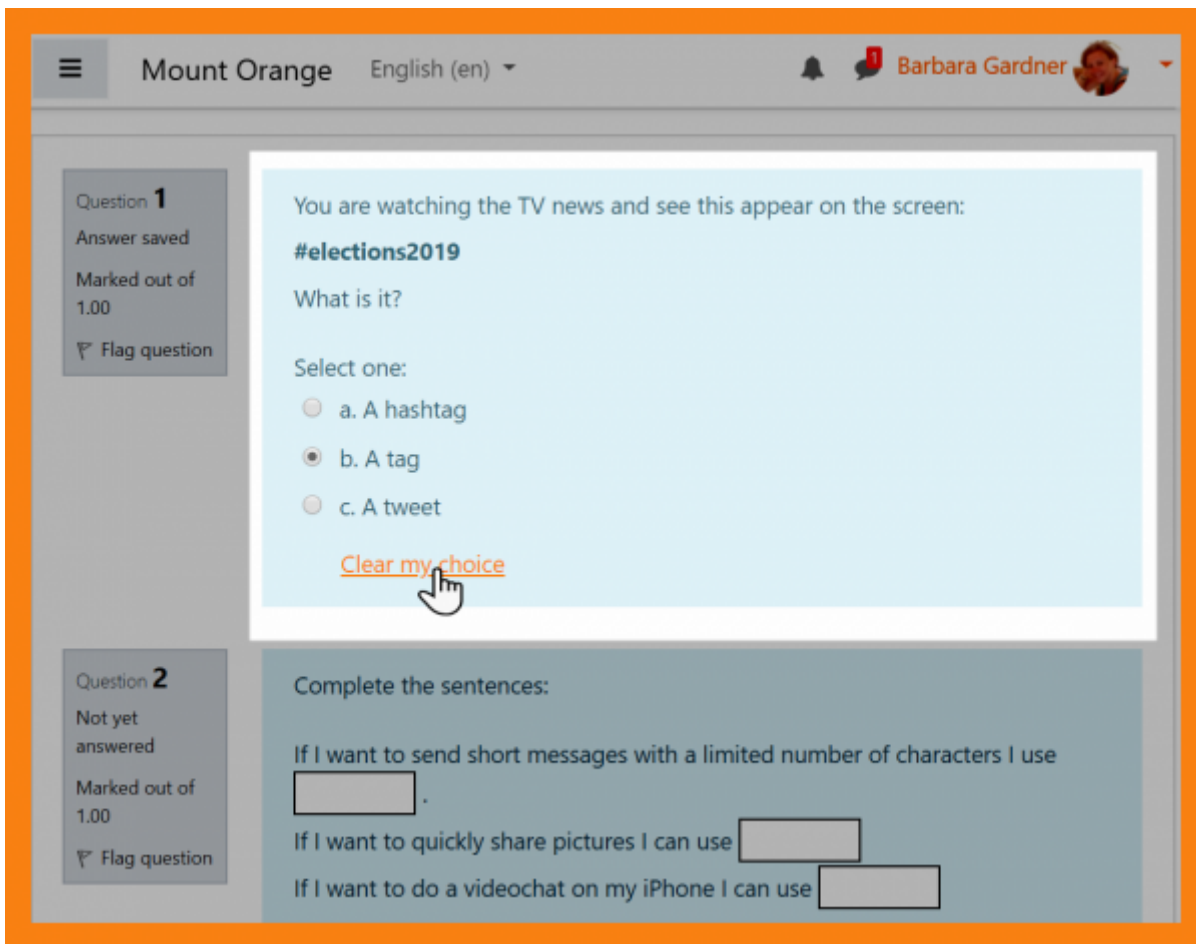 Mount Orange English (en) 1 Barbara Gardner
Question 1
Answer saved
Marked out of
1.00
Flag question
You are watching the TV news and see this appear on the screen:
#elections2019
What is it?
Select one:
a. A hashtag
b. A tag
c. A tweet
Clear my choice
Question 2
Not yet
answered
Marked out of
1.00
Flag question
Complete the sentences:
If I want to send short messages with a limited number of characters I use
.
If I want to quickly share pictures I can use
If I want to do a videochat on my iPhone I can use